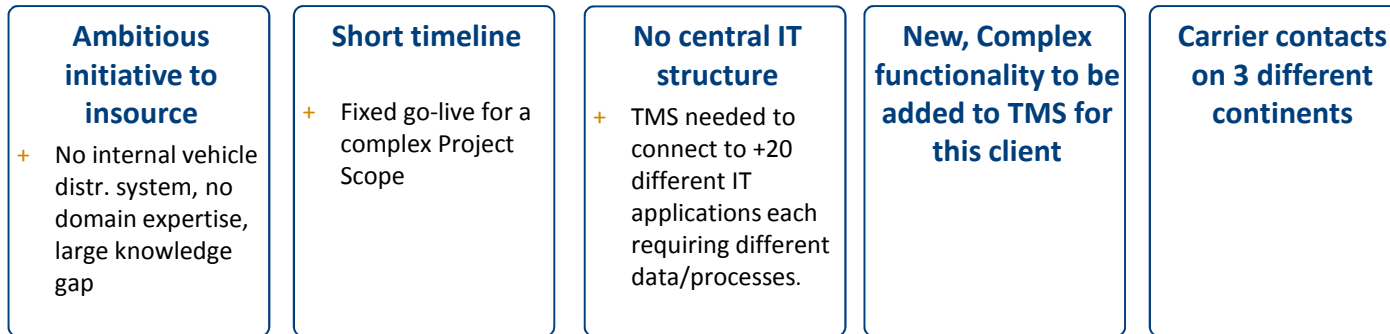 Ambitious
initiative to
insource
+ No internal vehicle
distr. system, no
domain expertise,
large knowledge
gap
Short timeline
+ Fixed go-live for a
complex Project
Scope
No central IT
structure
+ TMS needed to
connect to +20
different IT
applications each
requiring different
data/processes.
New, Complex
functionality to be
added to TMS for
this client
Carrier contacts
on 3 different
continents